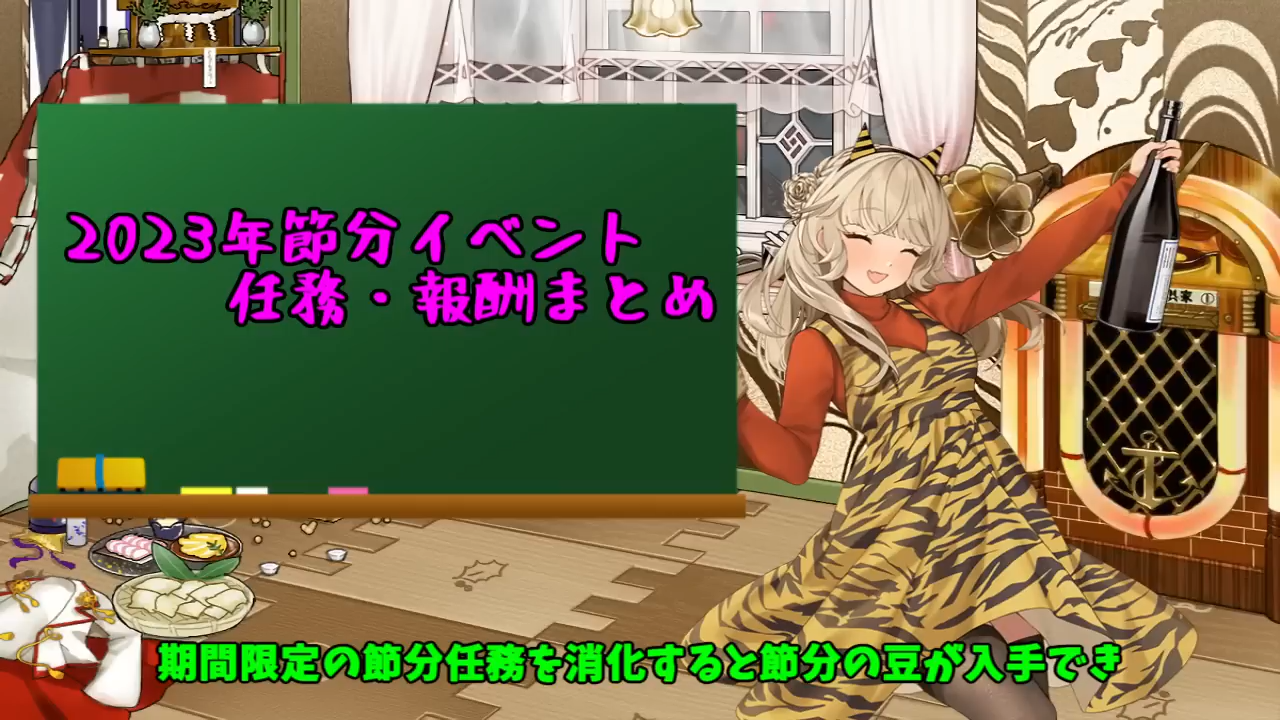 2023年節分イベント
任務・報酬まとめ
期間限定の節分任務を消化すると節分の豆が入手でき